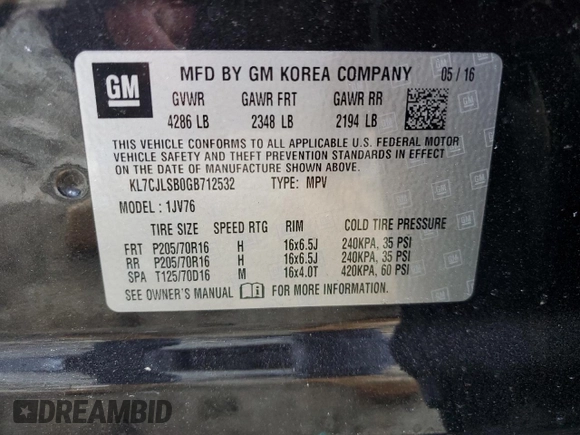 GM MFD BY GM KOREA COMPANY 05/16
GVWR GAWR FRT GAWR RR
4286 LB 2348 LB 2194 LB
THIS VEHICLE CONFORMS TO ALL APPLICABLE U.S. FEDERAL MOTOR
VEHICLE SAFETY AND THEFT PREVENTION STANDARDS IN EFFECT
ON THE DATE OF MANUFACTURE SHOWN ABOVE.
KL7CJLSB0GB712532 TYPE: MPV
MODEL: 1JV76
TIRE SIZE SPEED RTG RIM COLD TIRE PRESSURE
FRT P205/70R16 H 16x6.5J 240KPA, 35 PSI
RR P205/70R16 H 16x6.5J 240KPA, 35 PSI
SPA T125/70D16 M 16x4.0T 420KPA, 60 PSI
SEE OWNER'S MANUAL FOR MORE INFORMATION.
DREAMBID